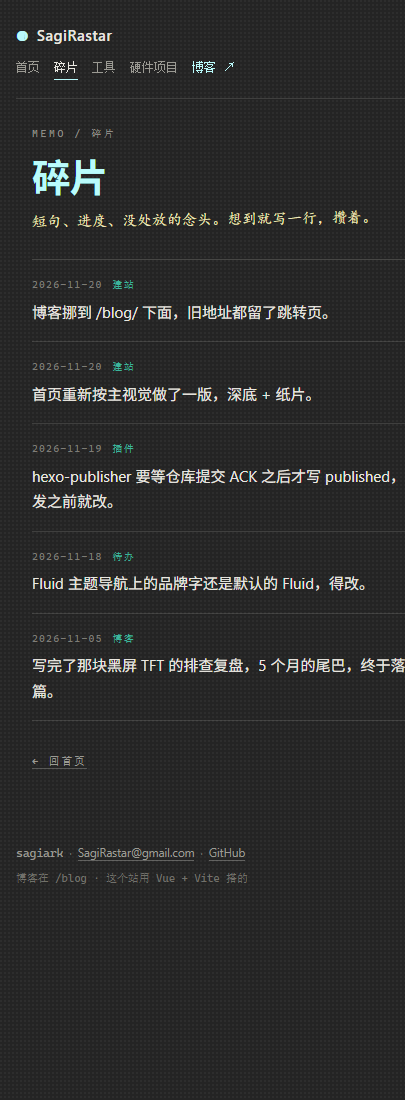 SagiRastar
首页 碎片 工具 硬件项目 博客 ↗
MEMO / 碎片
碎片
短句、进度、没处放的念头。想到就写一行，攒着。
2026-11-20 建站
博客挪到 /blog/ 下面，旧地址都留了跳转页。
2026-11-20 建站
首页重新按主视觉做了一版，深底 + 纸片。
2026-11-19 插件
hexo-publisher 要等仓库提交 ACK 之后才写 published，
发之前就改。
2026-11-18 待办
Fluid 主题导航上的品牌字还是默认的 Fluid，得改。
2026-11-05 博客
写完了那块黑屏 TFT 的排查复盘，5 个月的尾巴，终于落
篇。
← 回首页
sagiark · SagiRastar@gmail.com · GitHub
博客在 /blog · 这个站用 Vue + Vite 搭的